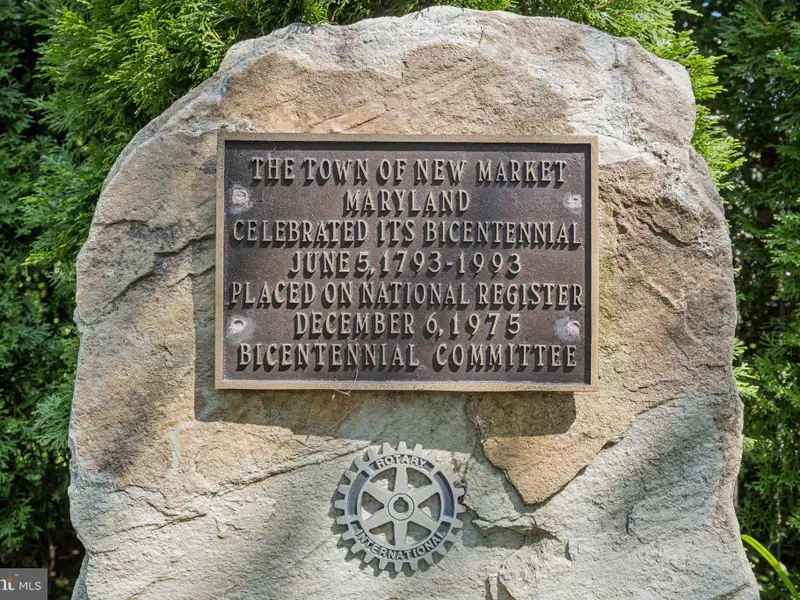 THE TOWN OF NEW MARKET
MARYLAND
CELEBRATED ITS BICENTENNIAL
JUNE 5, 1793-1993
PLACED ON NATIONAL REGISTER
DECEMBER 6, 1975
BICENTENNIAL COMMITTEE
ROTARY
INTERNATIONAL
MLS